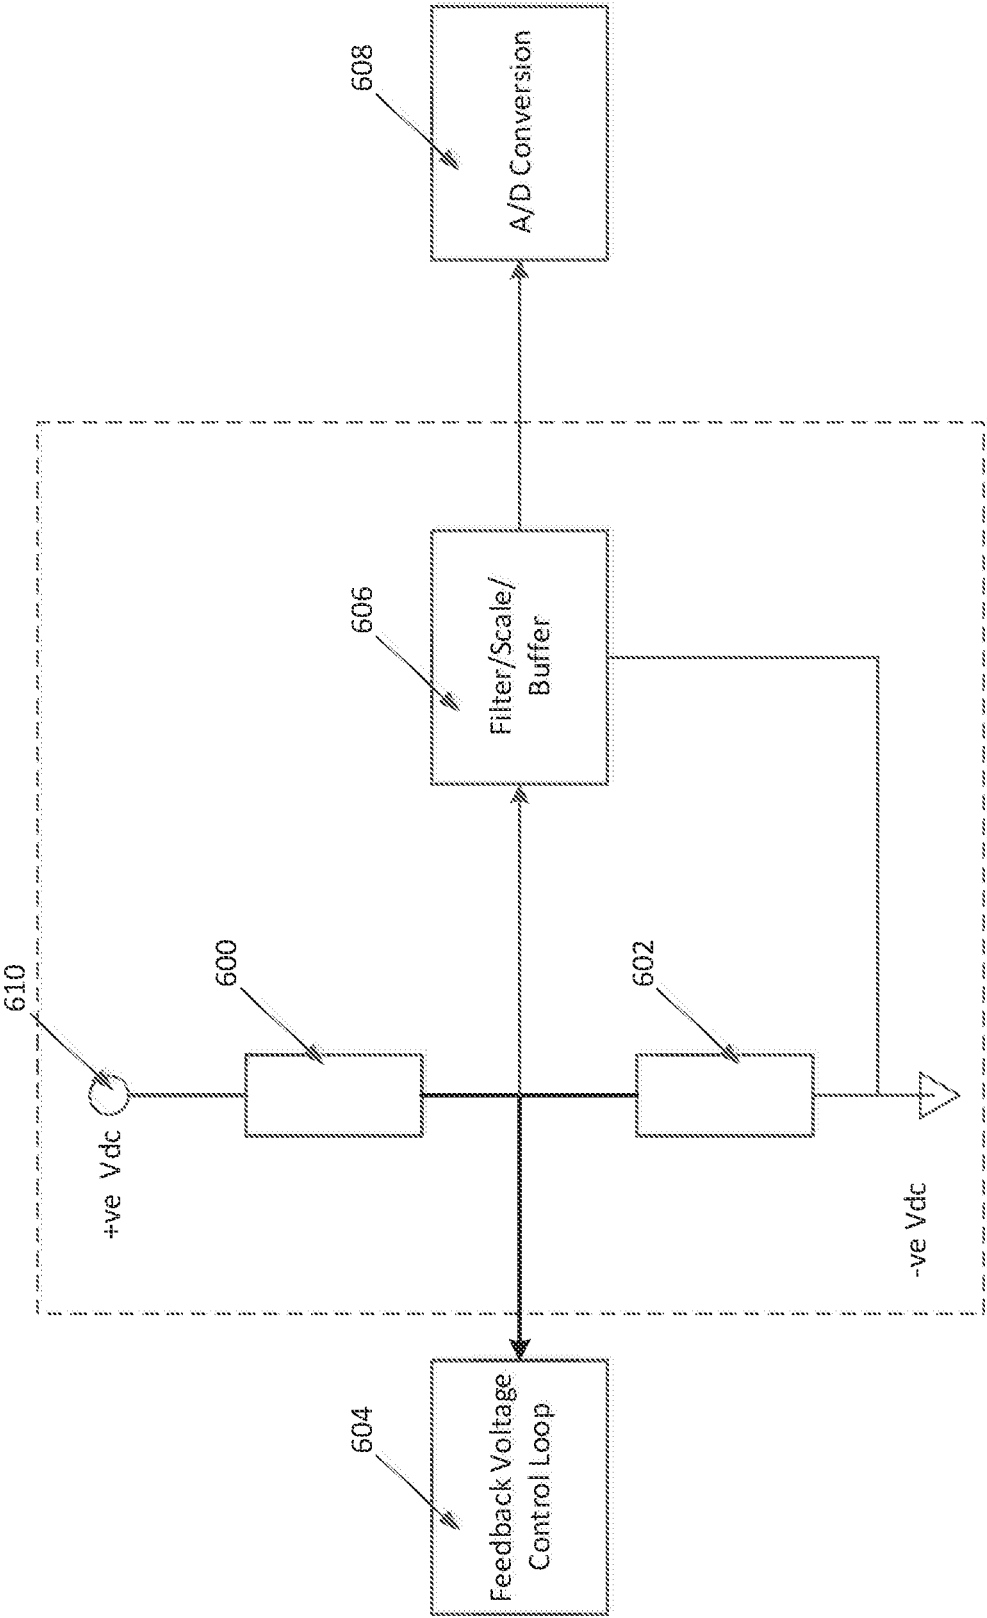 610
+ve Vdc
600
602
-ve Vdc
604
Feedback Voltage
Control Loop
606
Filter/Scale/
Buffer
608
A/D Conversion